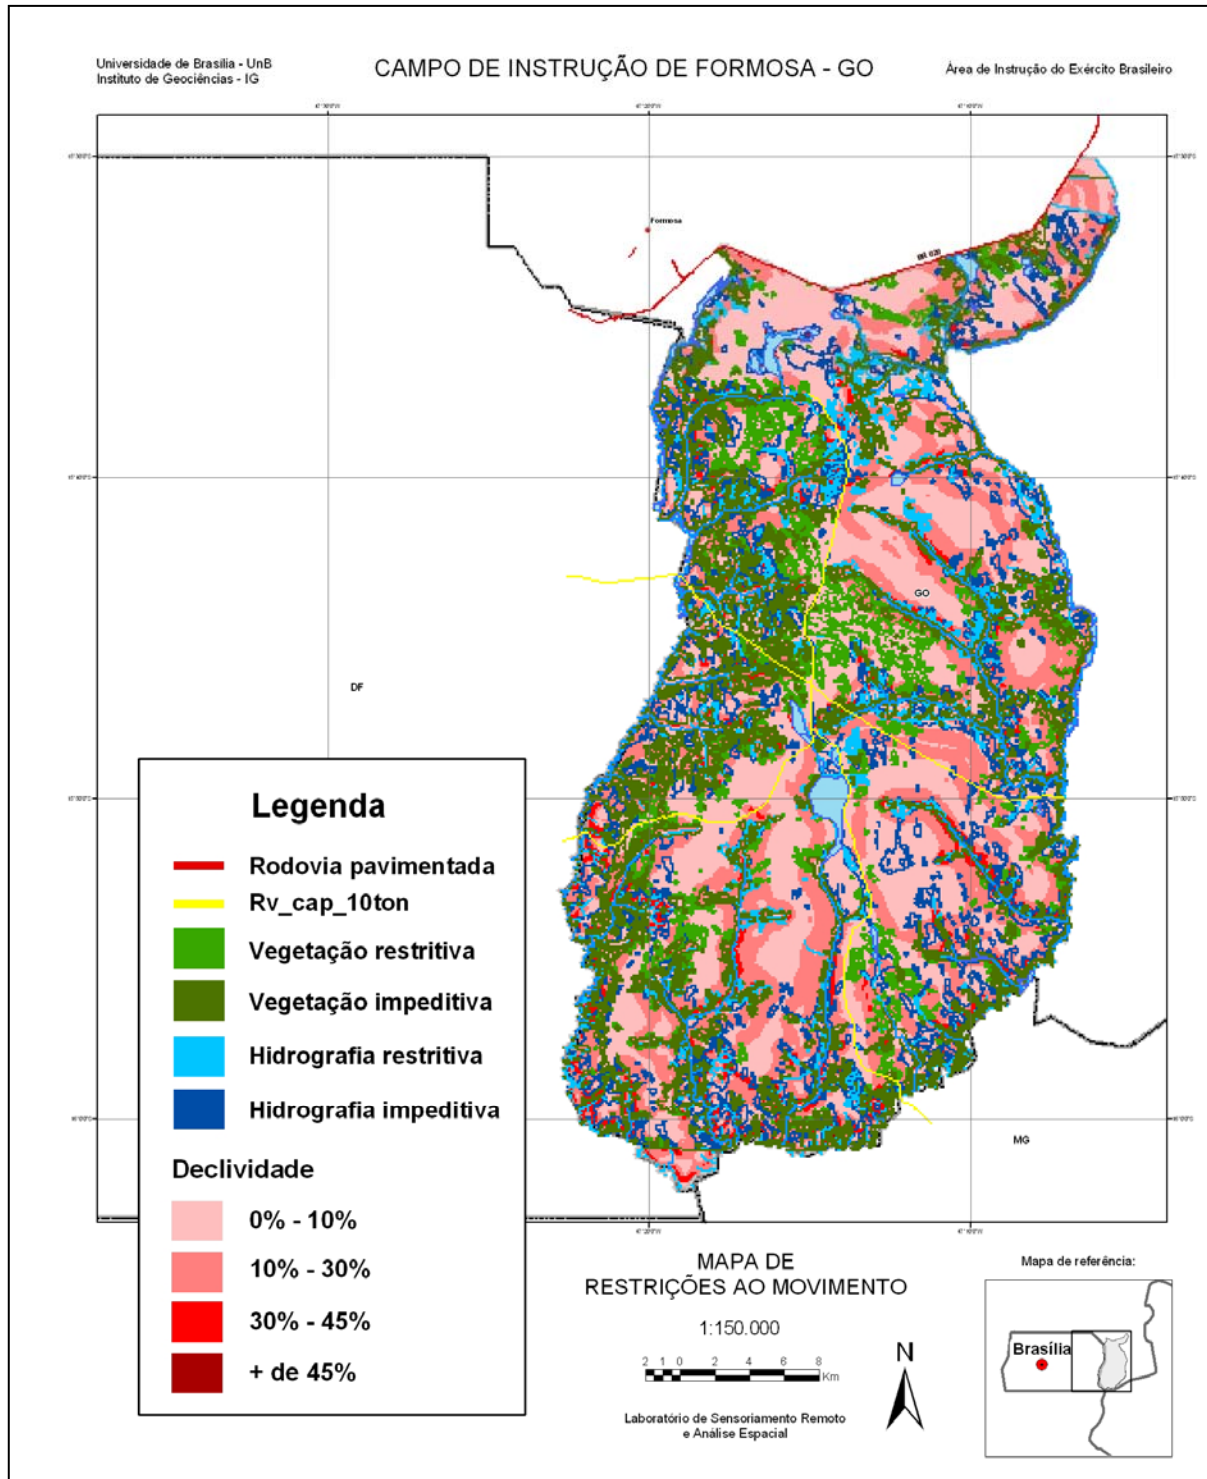 Universidade de Brasília - UnB
Instituto de Geociências - IG
CAMPO DE INSTRUÇÃO DE FORMOSA - GO
Área de Instrução do Exército Brasileiro
Formosa
BR 020
GO
DF
MG
Legenda
Rodovia pavimentada
Rv_cap_10ton
Vegetação restritiva
Vegetação impeditiva
Hidrografia restritiva
Hidrografia impeditiva
Declividade
0% - 10%
10% - 30%
30% - 45%
+ de 45%
MAPA DE
RESTRIÇÕES AO MOVIMENTO
1:150.000
2 1 0 2 4 6 8
Km
Laboratório de Sensoriamento Remoto
e Análise Espacial
N
Mapa de referência:
Brasília